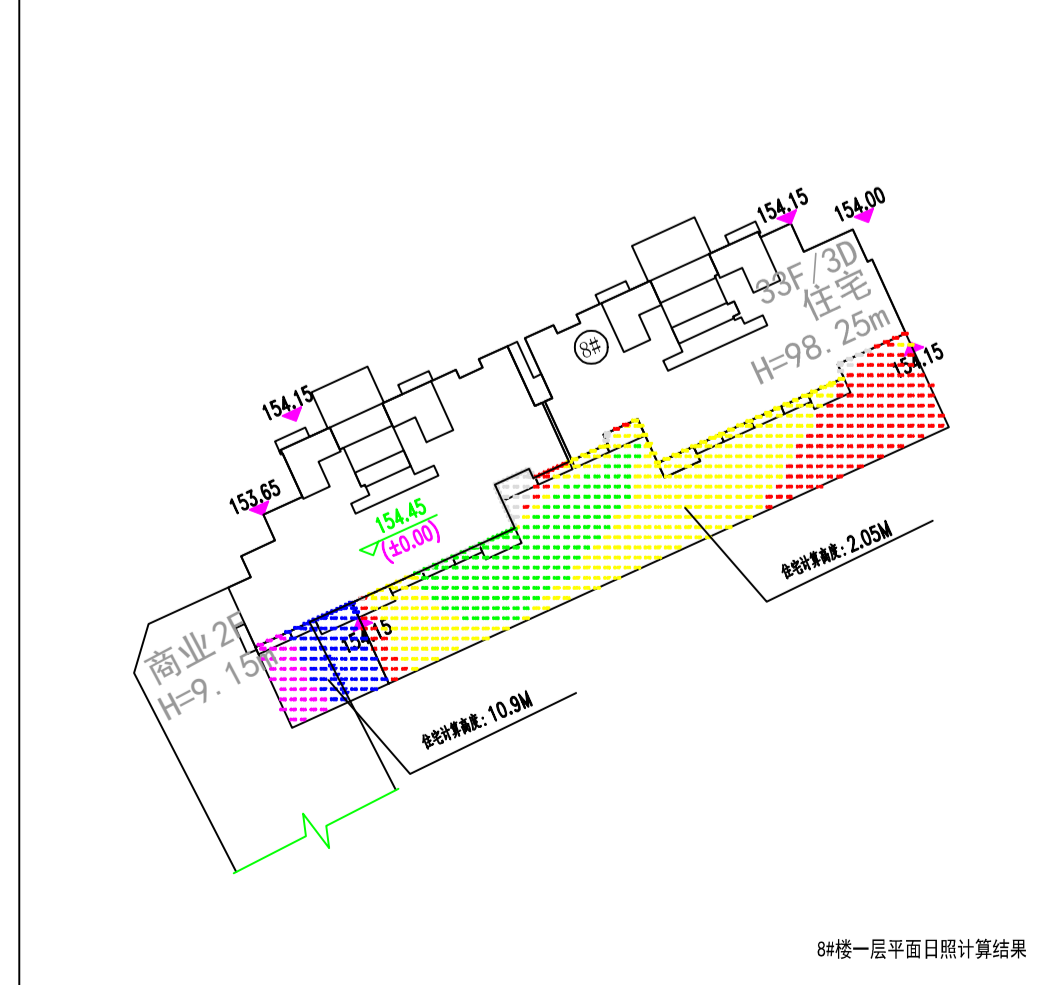 154.15
154.00
33F/3D
住宅
H=98.25m
8#
154.15
154.15
153.65
154.45
(±0.00)
住宅计算高度: 2.05M
商业2F
H=9.15m
154.15
住宅计算高度: 10.9M
8#楼一层平面日照计算结果